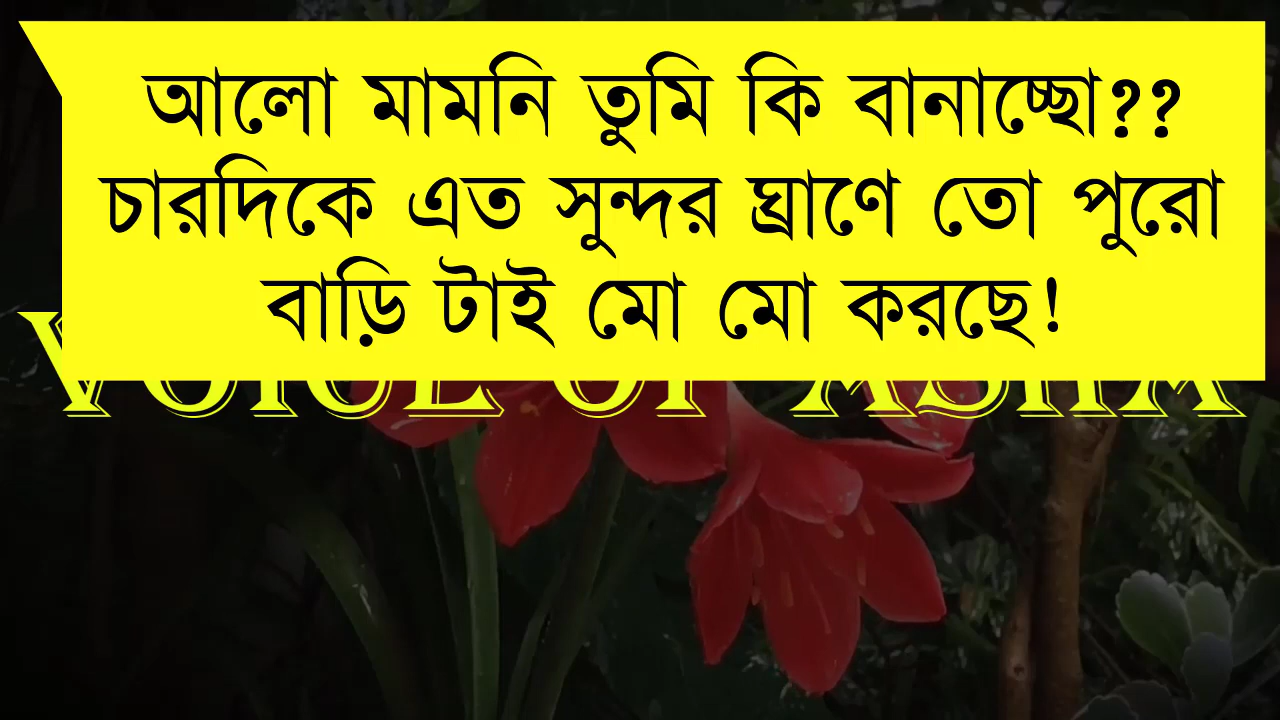 আলো মামনি তুমি কি বানাচ্ছো??
চারদিকে এত সুন্দর ঘ্রাণে তো পুরো
বাড়ি টাই মো মো করছে!